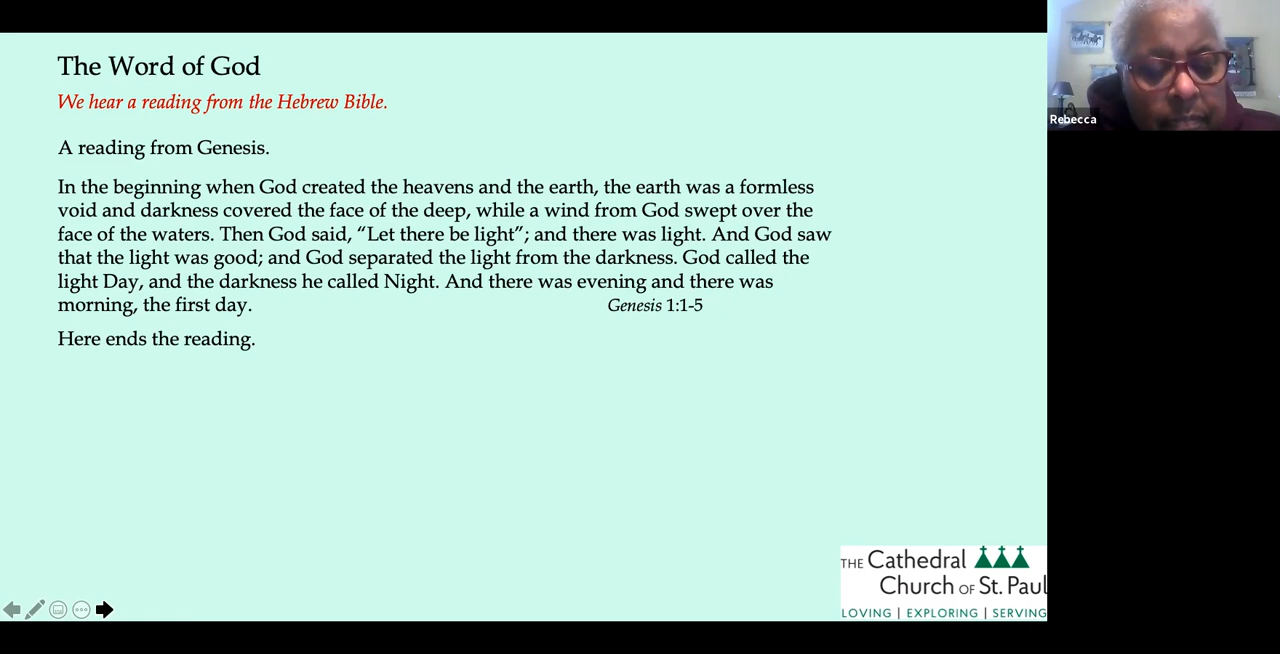 The Word of God
We hear a reading from the Hebrew Bible.
A reading from Genesis.
In the beginning when God created the heavens and the earth, the earth was a formless
void and darkness covered the face of the deep, while a wind from God swept over the
face of the waters. Then God said, “Let there be light”; and there was light. And God saw
that the light was good; and God separated the light from the darkness. God called the
light Day, and the darkness he called Night. And there was evening and there was
morning, the first day. Genesis 1:1-5
Here ends the reading.
Rebecca
THE Cathedral
Church OF St. Paul
LOVING | EXPLORING | SERVING